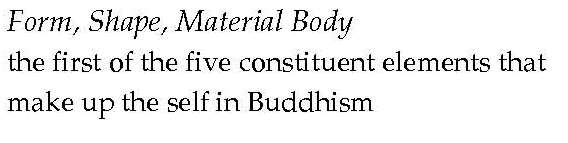 Form, Shape, Material Body
the first of the five constituent elements that
make up the self in Buddhism